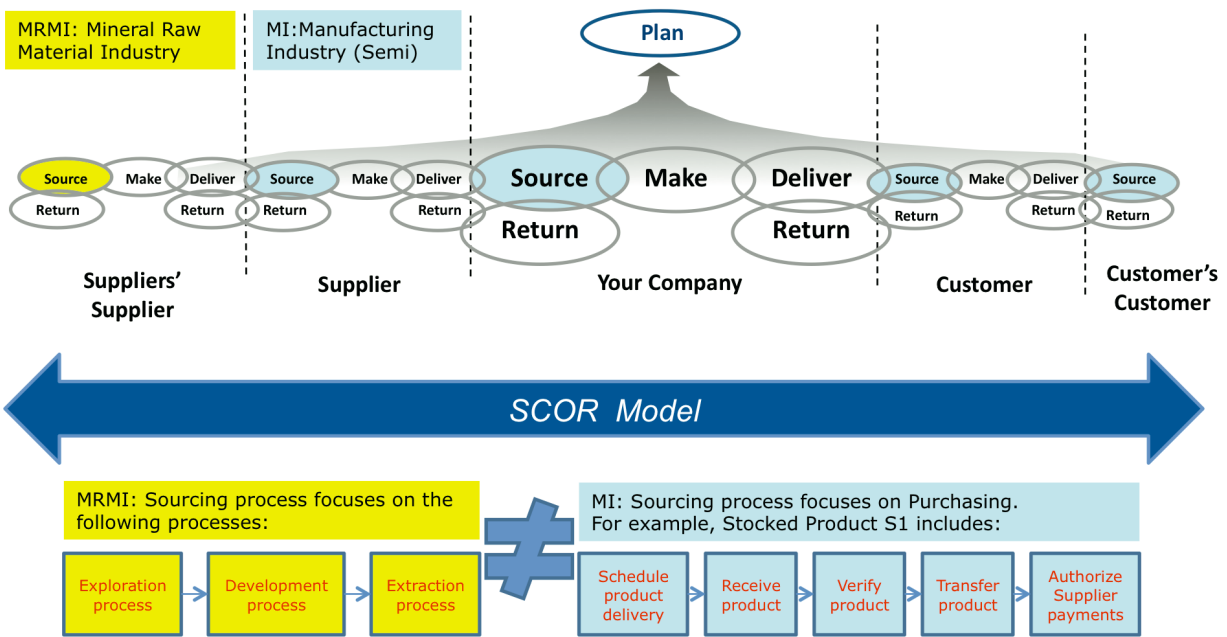 MRMI: Mineral Raw
Material Industry
MI:Manufacturing
Industry (Semi)
Plan
Source
Make
Deliver
Return
Return
Source
Make
Deliver
Return
Return
Source
Make
Deliver
Return
Return
Source
Make
Deliver
Return
Return
Source
Return
Suppliers’
Supplier
Supplier
Your Company
Customer
Customer’s
Customer
SCOR Model
MRMI: Sourcing process focuses on the
following processes:
MI: Sourcing process focuses on Purchasing.
For example, Stocked Product S1 includes:
Exploration
process
Development
process
Extraction
process
Schedule
product
delivery
Receive
product
Verify
product
Transfer
product
Authorize
Supplier
payments